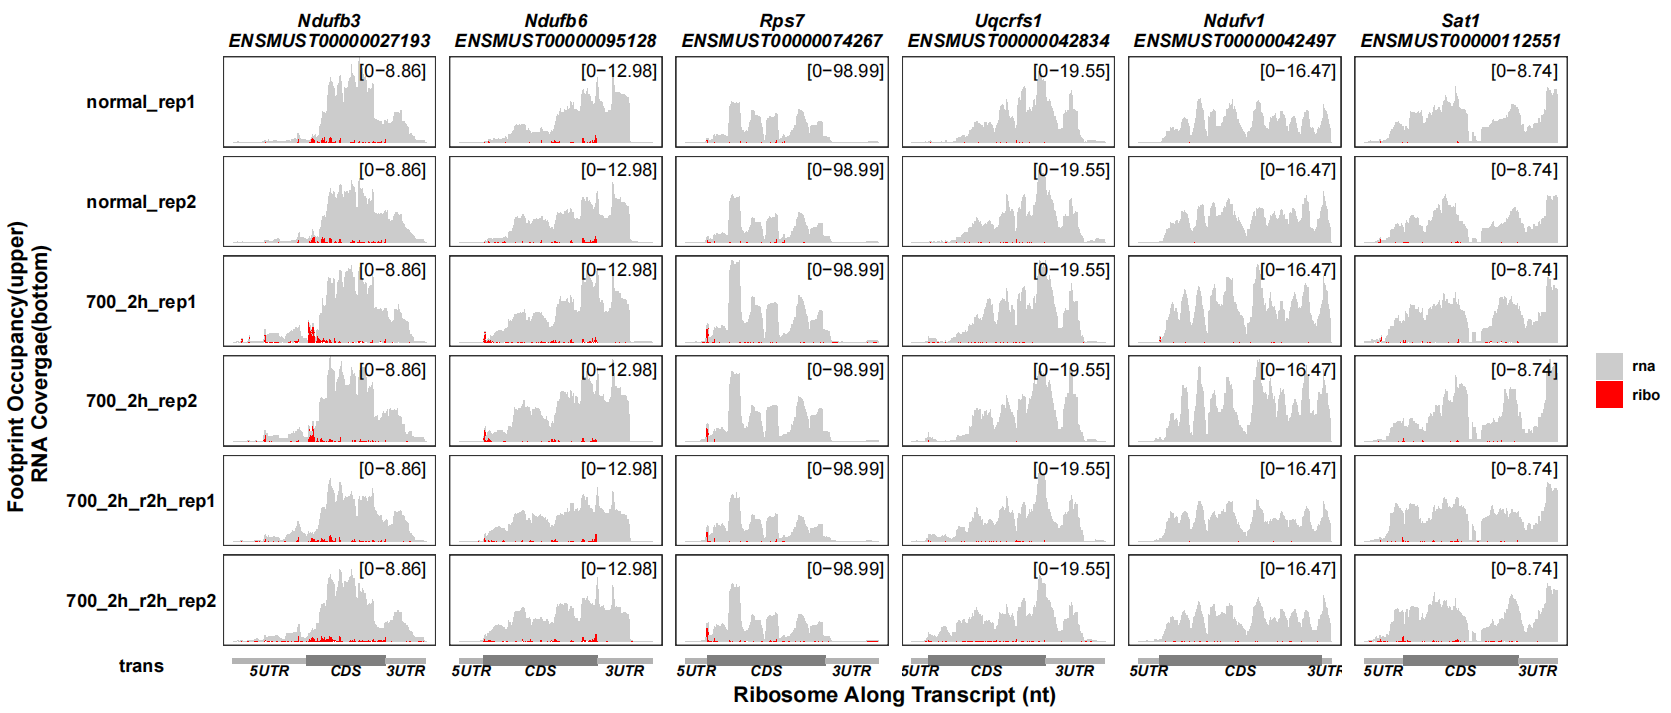 Ndufb3 Ndufb6 Rps7 Uqcrfs1 Ndufv1 Sat1
ENSMUST00000027193 ENSMUST00000095128 ENSMUST00000074267 ENSMUST00000042834 ENSMUST00000042497 ENSMUST00000112551
normal_rep1 [0−8.86] [0−12.98] [0−98.99] [0−19.55] [0−16.47] [0−8.74]
normal_rep2 [0−8.86] [0−12.98] [0−98.99] [0−19.55] [0−16.47] [0−8.74]
700_2h_rep1 [0−8.86] [0−12.98] [0−98.99] [0−19.55] [0−16.47] [0−8.74]
700_2h_rep2 [0−8.86] [0−12.98] [0−98.99] [0−19.55] [0−16.47] [0−8.74]
700_2h_r2h_rep1 [0−8.86] [0−12.98] [0−98.99] [0−19.55] [0−16.47] [0−8.74]
700_2h_r2h_rep2 [0−8.86] [0−12.98] [0−98.99] [0−19.55] [0−16.47] [0−8.74]
trans 5UTR CDS 3UTR 5UTR CDS 3UTR 5UTR CDS 3UTR 5UTR CDS 3UTR 5UTR CDS 3UTR 5UTR CDS 3UTR
Ribosome Along Transcript (nt)
Footprint Occupancy(upper)
RNA Covergae(bottom)
rna
ribo